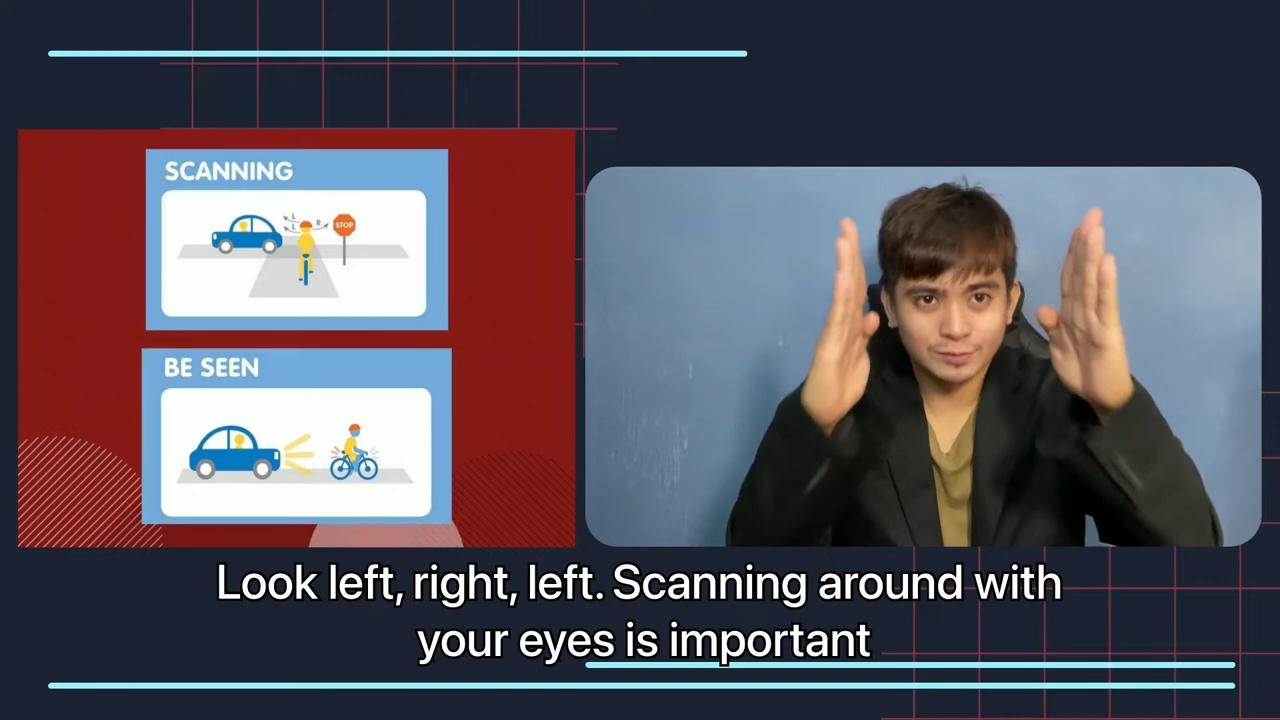 SCANNING
L
R
L
STOP
BE SEEN
Look left, right, left. Scanning around with
your eyes is important